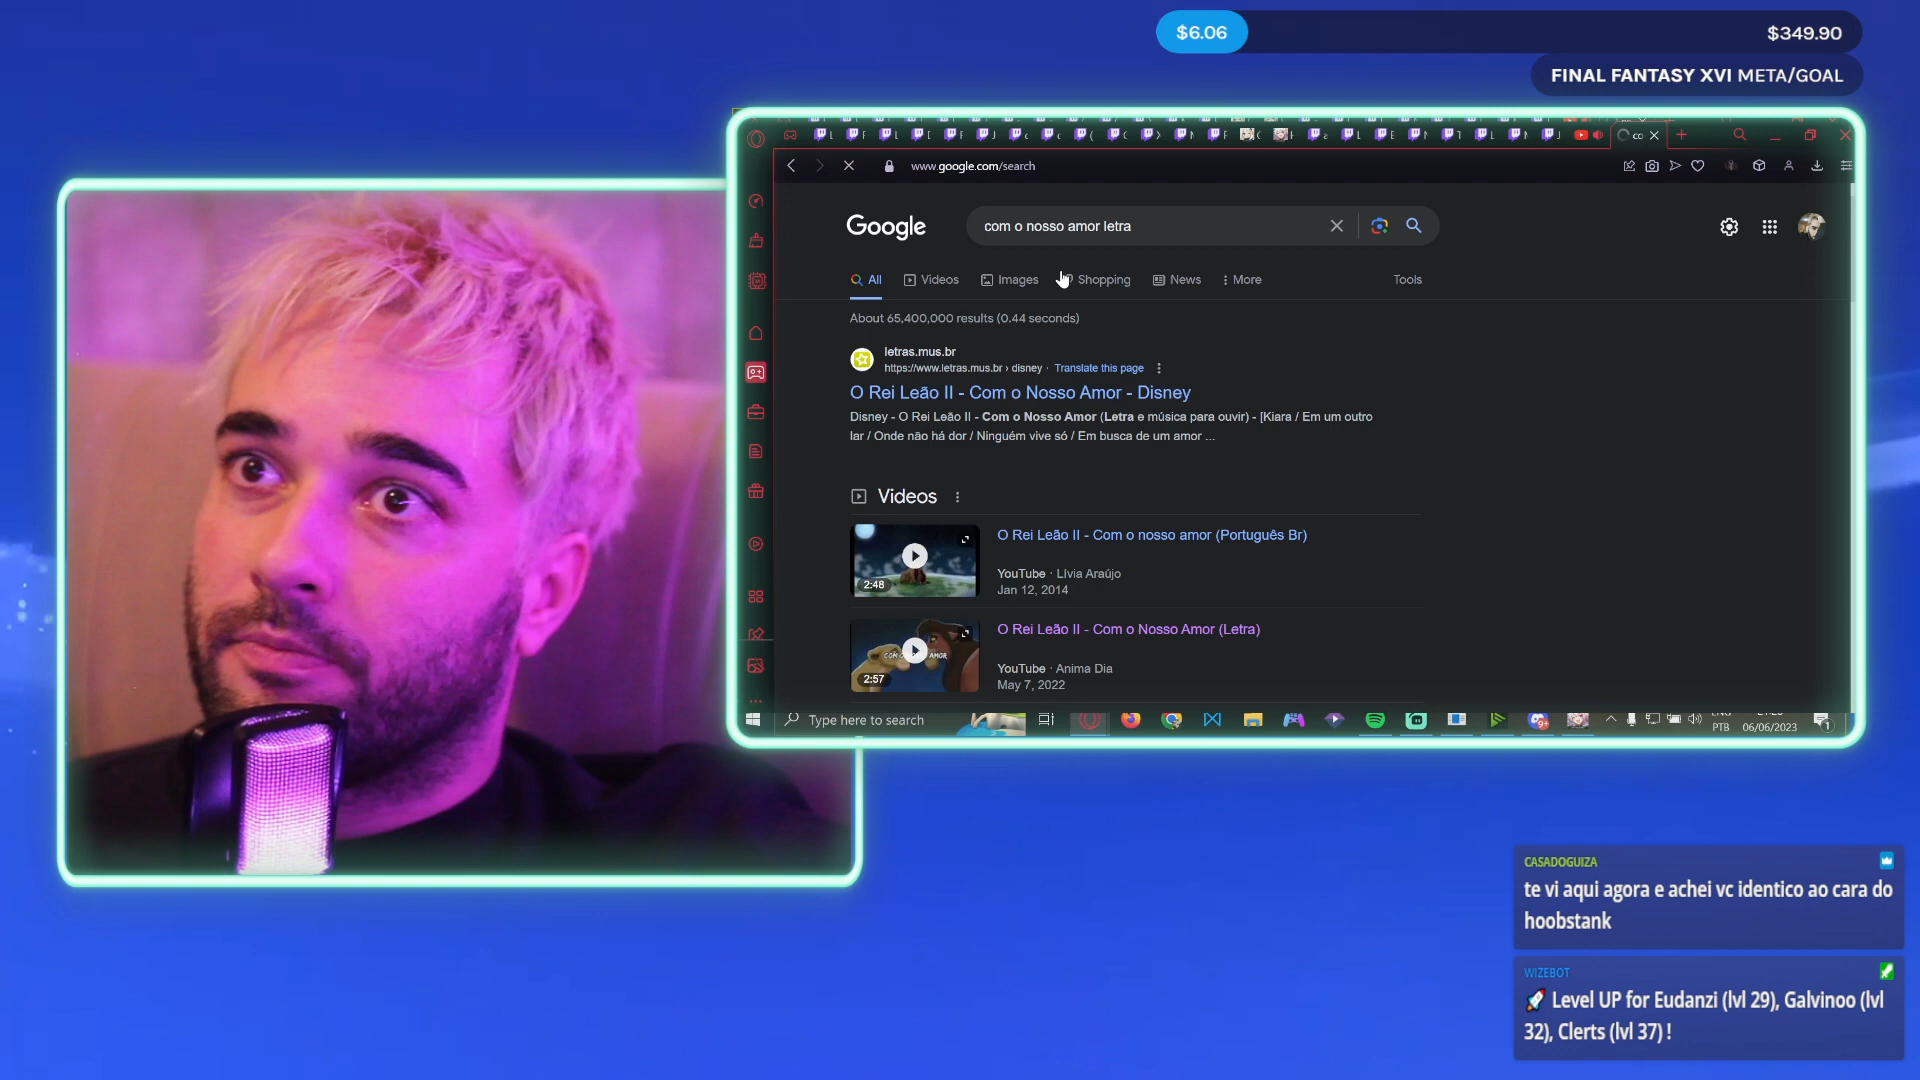 $6.06
$349.90
FINAL FANTASY XVI META/GOAL
www.google.com/search
Google
com o nosso amor letra
All
Videos
Images
Shopping
News
More
Tools
About 65,400,000 results (0.44 seconds)
letras.mus.br
https://www.letras.mus.br › disney · Translate this page
O Rei Leão II - Com o Nosso Amor - Disney
Disney - O Rei Leão II - Com o Nosso Amor (Letra e música para ouvir) - [Kiara / Em um outro
lar / Onde não há dor / Ninguém vive só / Em busca de um amor ...
Videos
2:48
O Rei Leão II - Com o nosso amor (Português Br)
YouTube · Lívia Araújo
Jan 12, 2014
2:57
O Rei Leão II - Com o Nosso Amor (Letra)
YouTube · Anima Dia
May 7, 2022
Type here to search
PTB
06/06/2023
CASADOGUIZA
te vi aqui agora e achei vc identico ao cara do
hoobstank
WIZEBOT
🚀 Level UP for Eudanzi (lvl 29), Galvinoo (lvl
32), Clerts (lvl 37) !